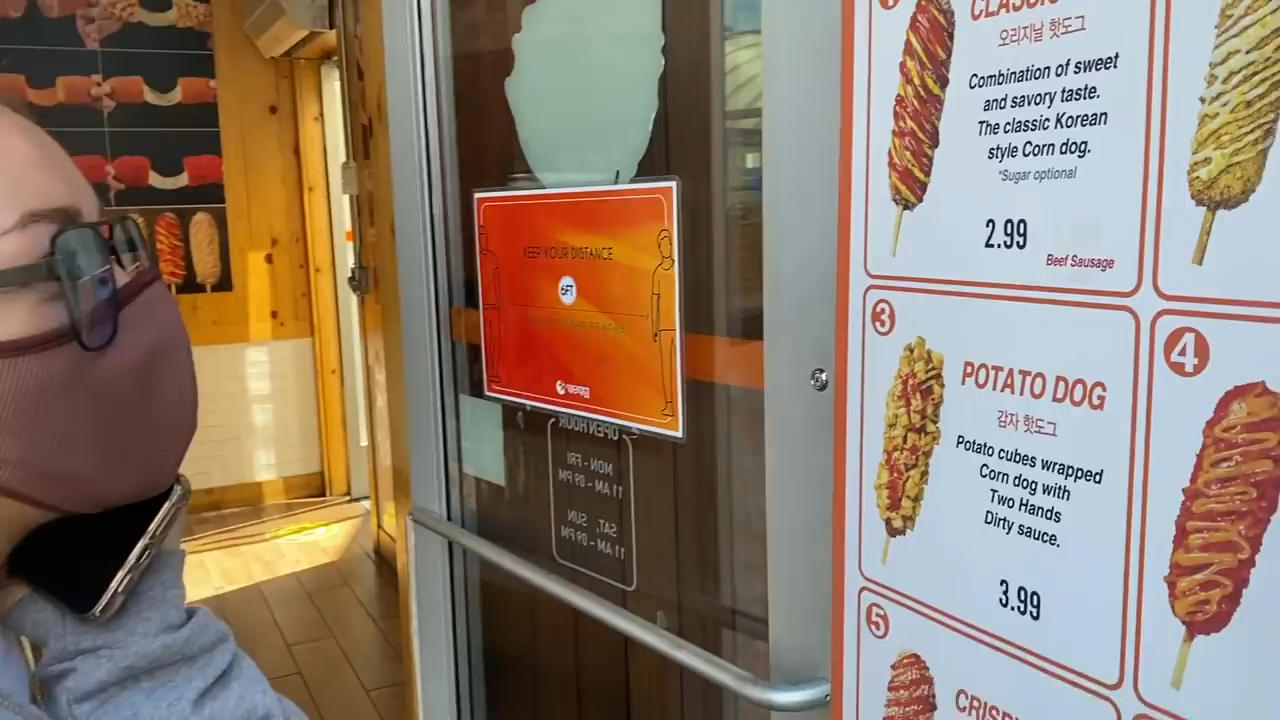 KEEP YOUR DISTANCE
6FT
OPEN HOUR
MON - FRI
11 AM - 09 PM
SAT, SUN
11 AM - 09 PM
CLASSIC
오리지날 핫도그
Combination of sweet
and savory taste.
The classic Korean
style Corn dog.
*Sugar optional
2.99
Beef Sausage
3
POTATO DOG
감자 핫도그
Potato cubes wrapped
Corn dog with
Two Hands
Dirty sauce.
3.99
4
5